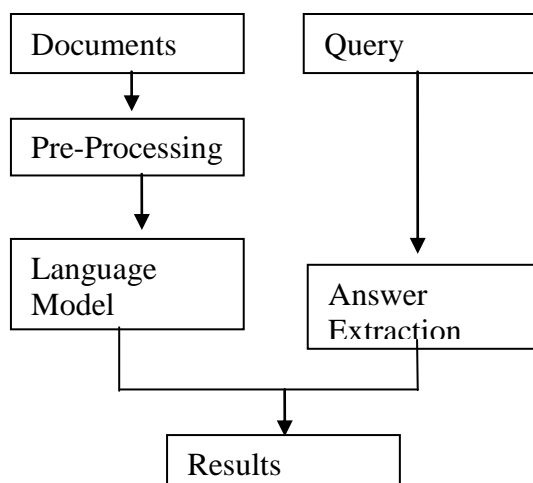 Documents
Query
Pre-Processing
Language
Model
Answer
Extraction
Results